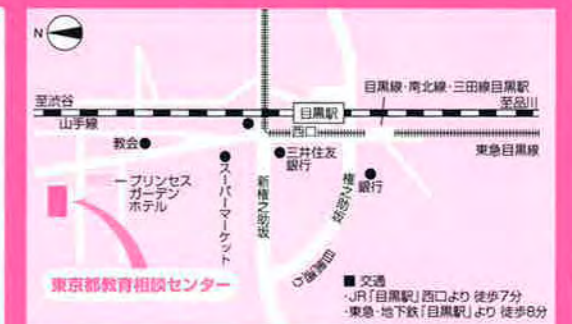 N
目黒線・南北線・三田線目黒駅
至渋谷
目黒駅
至品川
山手線
西口
東急目黒線
教会
三井住友
銀行
プリンセス
ガーデン
ホテル
スーパーマーケット
新権之助坂
権之助坂
銀行
目黒通り
東京都教育相談センター
■ 交通
・JR「目黒駅」西口より 徒歩7分
・東急・地下鉄「目黒駅」より 徒歩8分